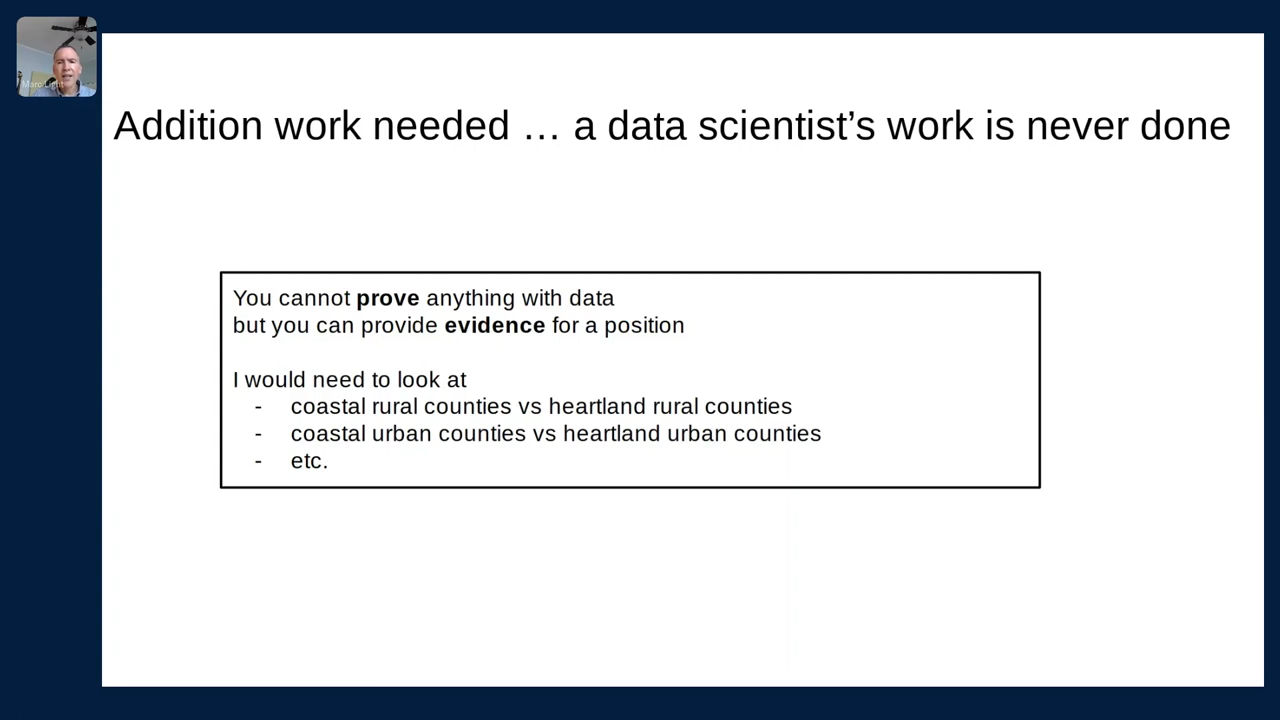 Marc Light
Addition work needed … a data scientist’s work is never done
You cannot prove anything with data
but you can provide evidence for a position
I would need to look at
- coastal rural counties vs heartland rural counties
- coastal urban counties vs heartland urban counties
- etc.